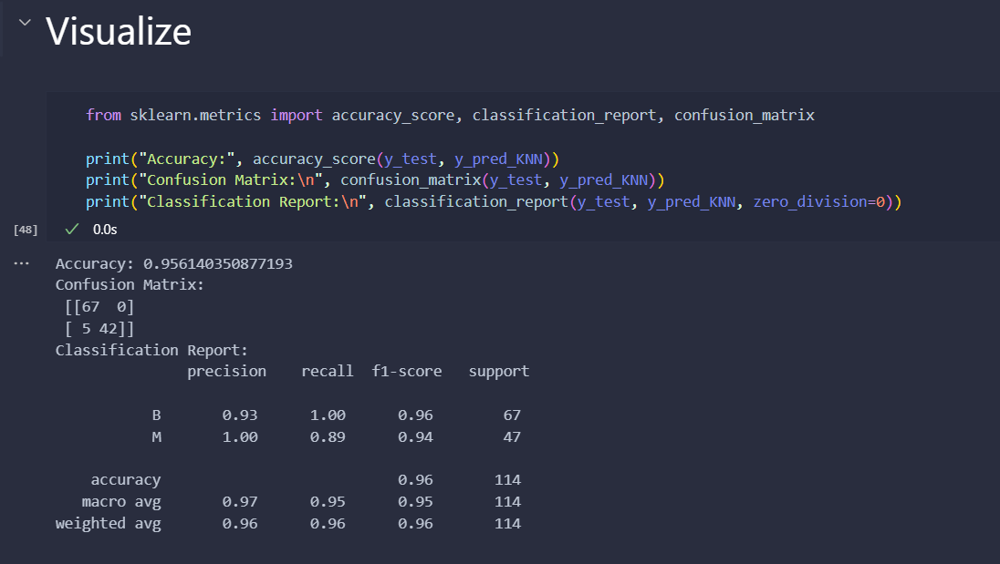 Visualize
from sklearn.metrics import accuracy_score, classification_report, confusion_matrix
print("Accuracy:", accuracy_score(y_test, y_pred_KNN))
print("Confusion Matrix:\n", confusion_matrix(y_test, y_pred_KNN))
print("Classification Report:\n", classification_report(y_test, y_pred_KNN, zero_division=0))
[48] 0.0s
... Accuracy: 0.956140350877193
Confusion Matrix:
[[67  0]
[ 5 42]]
Classification Report:
precision recall f1-score support
B 0.93 1.00 0.96 67
M 1.00 0.89 0.94 47
accuracy 0.96 114
macro avg 0.97 0.95 0.95 114
weighted avg 0.96 0.96 0.96 114